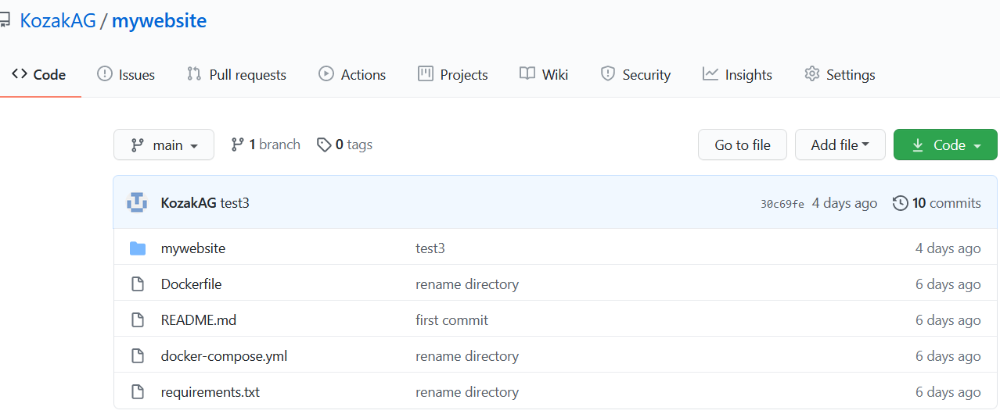 KozakAG / mywebsite
Code Issues Pull requests Actions Projects Wiki Security Insights Settings
main 1 branch 0 tags Go to file Add file Code
KozakAG test3 30c69fe 4 days ago 10 commits
mywebsite test3 4 days ago
Dockerfile rename directory 6 days ago
README.md first commit 6 days ago
docker-compose.yml rename directory 6 days ago
requirements.txt rename directory 6 days ago